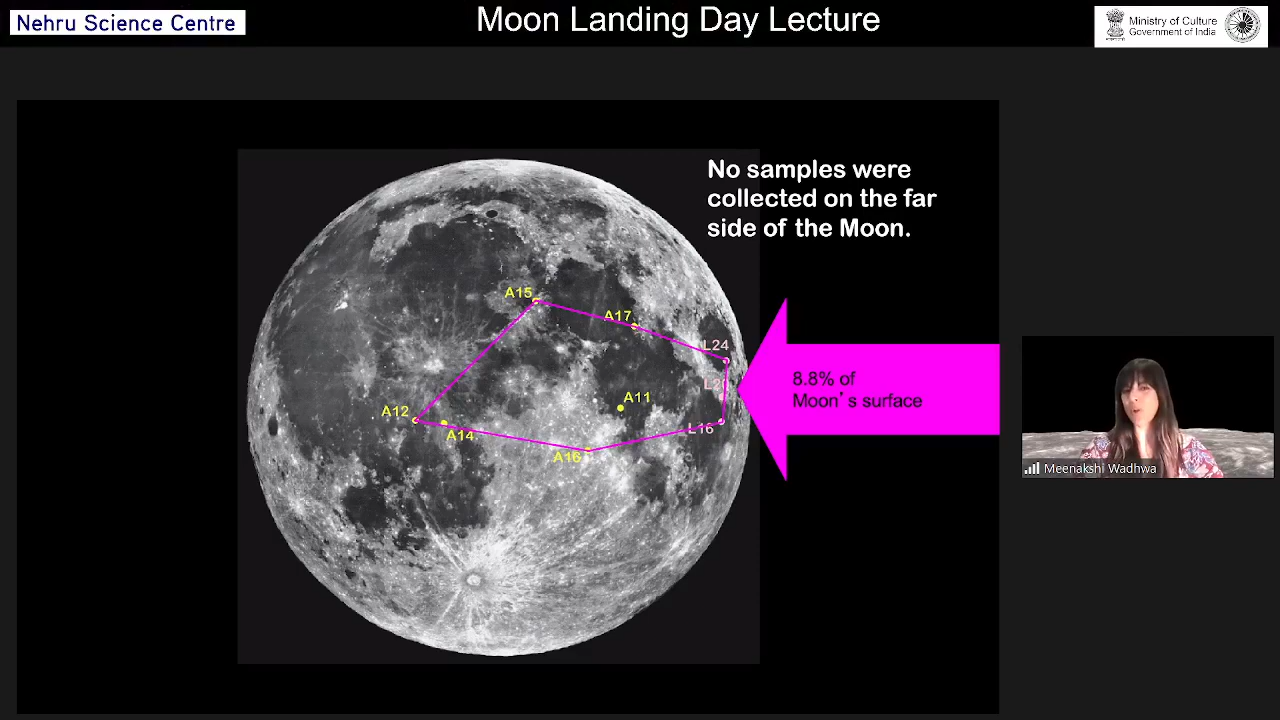 Nehru Science Centre
Moon Landing Day Lecture
Ministry of Culture
Government of India
No samples were
collected on the far
side of the Moon.
A15
A17
L24
8.8% of
Moon's surface
A11
A12
A14
L16
A16
Meenakshi Wadhwa